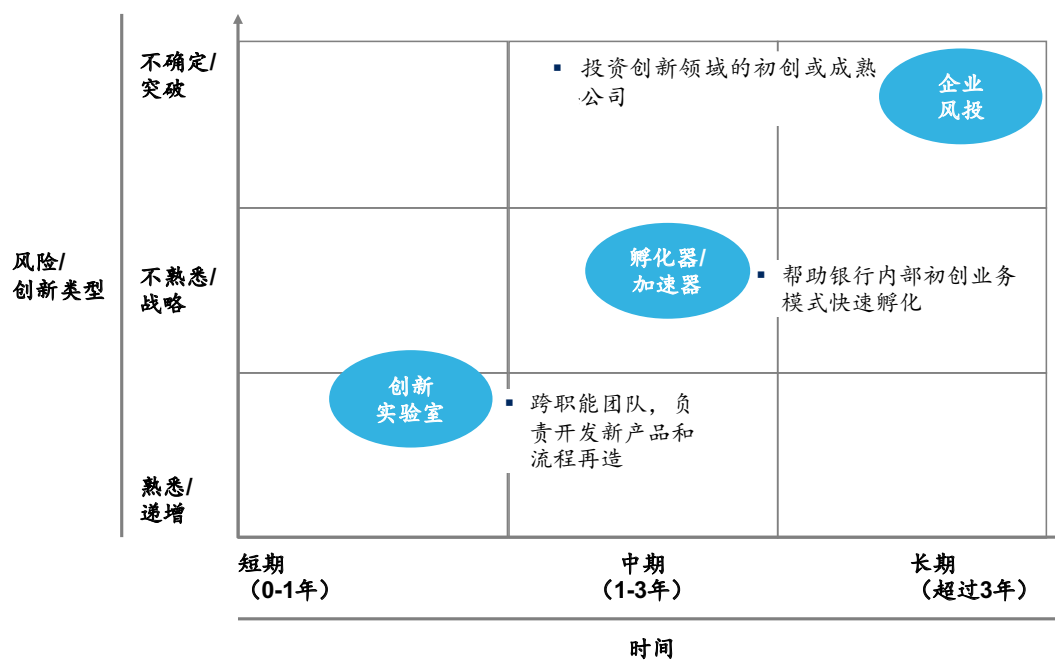 不确定/
突破
▪ 投资创新领域的初创或成熟
公司
企业
风投
风险/
创新类型
不熟悉/
战略
孵化器/
加速器
▪ 帮助银行内部初创业务
模式快速孵化
创新
实验室
▪ 跨职能团队，负
责开发新产品和
流程再造
熟悉/
递增
短期
（0-1年）
中期
（1-3年）
长期
（超过3年）
时间